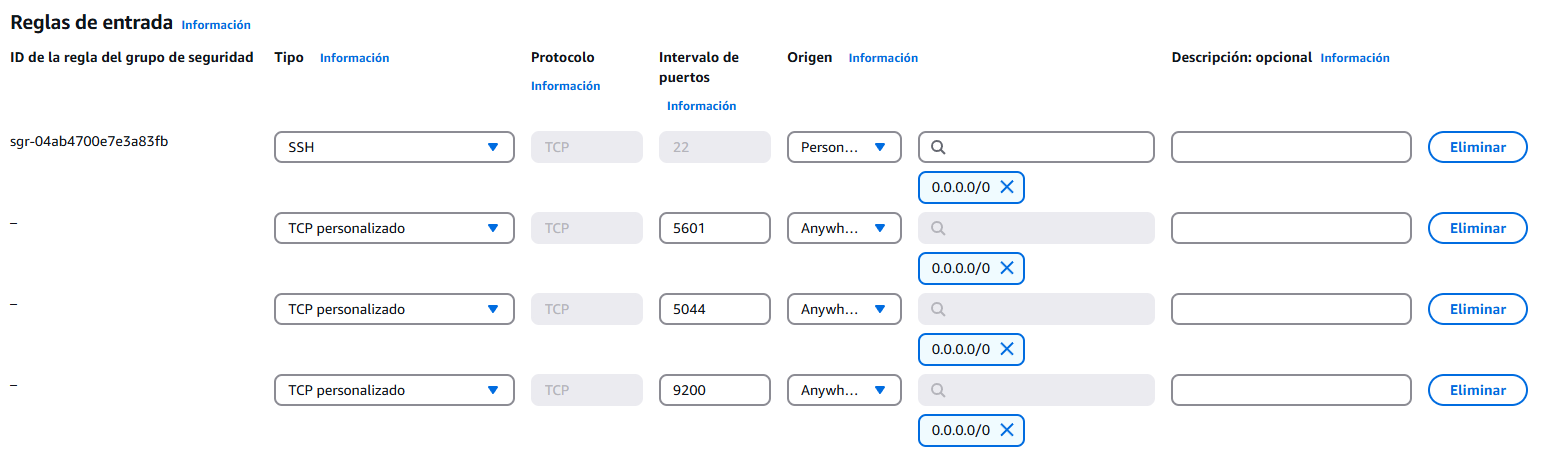 Reglas de entrada Información
ID de la regla del grupo de seguridad Tipo Información Protocolo Información Intervalo de puertos Información Origen Información Descripción: opcional Información
sgr-04ab4700e7e3a83fb SSH TCP 22 Person... Eliminar
0.0.0.0/0
– TCP personalizado TCP 5601 Anywh... Eliminar
0.0.0.0/0
– TCP personalizado TCP 5044 Anywh... Eliminar
0.0.0.0/0
– TCP personalizado TCP 9200 Anywh... Eliminar
0.0.0.0/0